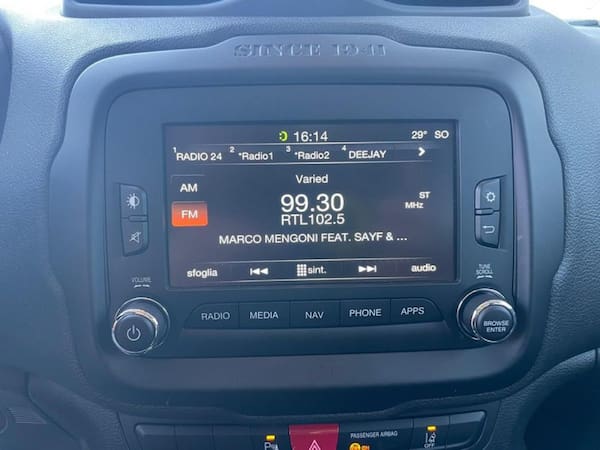 SINCE 1941
16:14 29° SO
1 RADIO 24 2 *Radio1 3 *Radio2 4 DEEJAY >
Varied
AM
99.30 ST
MHz
FM
RTL102.5
MARCO MENGONI FEAT. SAYF & ...
sfoglia sint. audio
VOLUME
TUNE
SCROLL
RADIO MEDIA NAV PHONE APPS
BROWSE
ENTER
PASSENGER AIRBAG
OFF